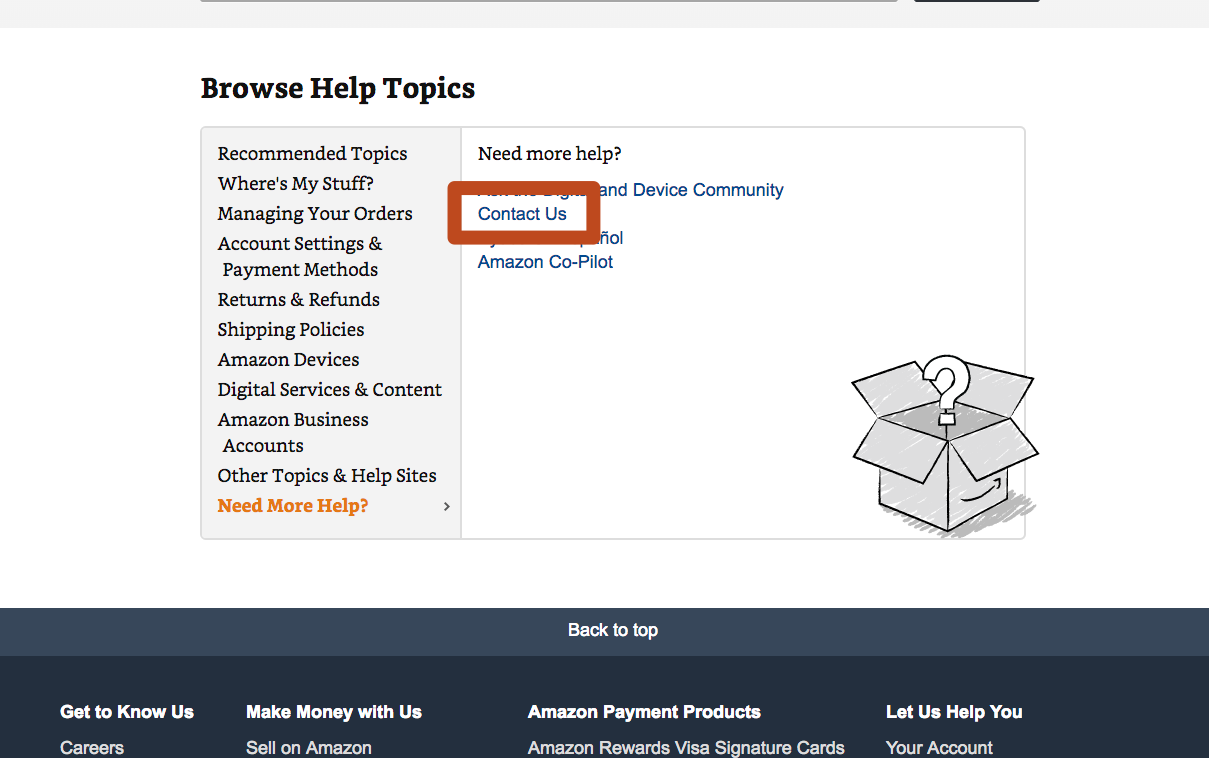 Browse Help Topics
Recommended Topics
Where's My Stuff?
Managing Your Orders
Account Settings &
Payment Methods
Returns & Refunds
Shipping Policies
Amazon Devices
Digital Services & Content
Amazon Business
Accounts
Other Topics & Help Sites
Need More Help? ›
Need more help?
and Device Community
Contact Us
Amazon Co-Pilot
?
Back to top
Get to Know Us
Careers
Make Money with Us
Sell on Amazon
Amazon Payment Products
Amazon Rewards Visa Signature Cards
Let Us Help You
Your Account